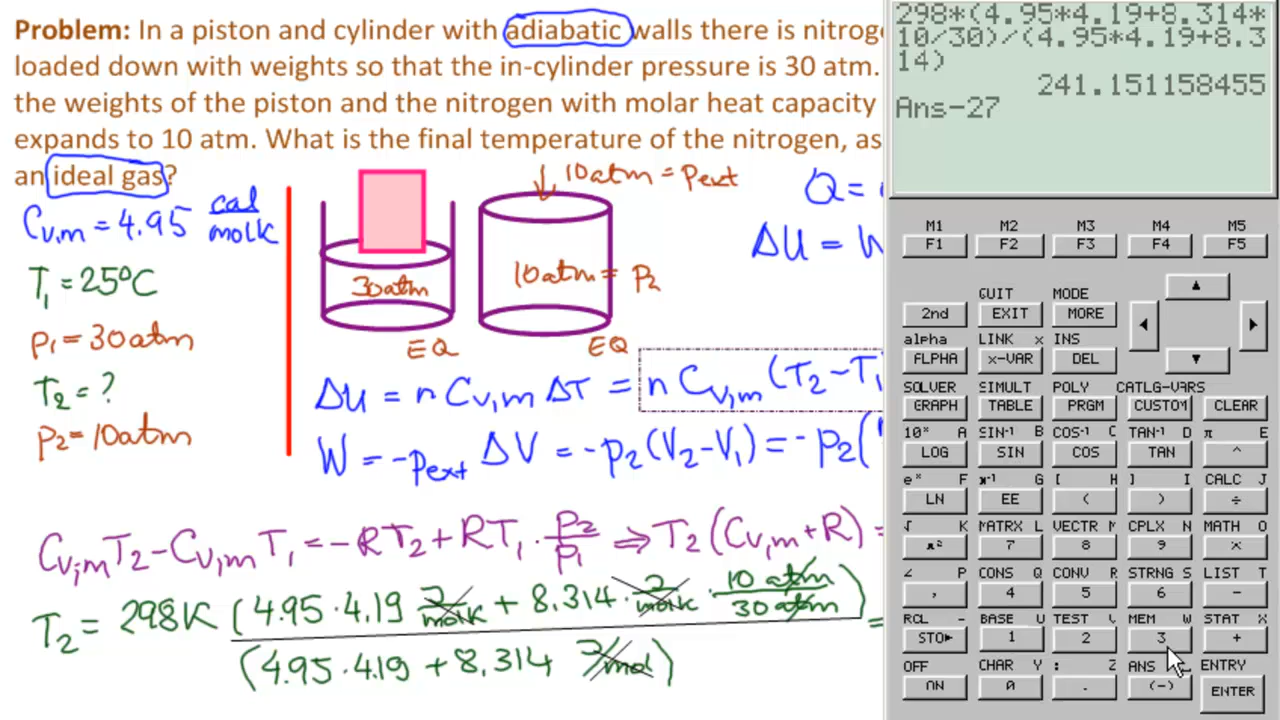 Problem: In a piston and cylinder with adiabatic walls there is nitroge
loaded down with weights so that the in-cylinder pressure is 30 atm.
the weights of the piston and the nitrogen with molar heat capacity
expands to 10 atm. What is the final temperature of the nitrogen, as
an ideal gas?
Cv,m = 4.95 cal/molK
T1 = 25°C
P1 = 30atm
T2 = ?
P2 = 10atm
30atm
EQ
10atm = Pext
10atm = P2
EQ
Q =
ΔU = W
ΔU = n Cv,m ΔT = n Cv,m (T2 - T1
W = -Pext ΔV = -P2 (V2 - V1) = -P2(
Cv,m T2 - Cv,m T1 = -RT2 + RT1 · P2/P1 ⇒ T2 (Cv,m + R) =
T2 = 298K (4.95·4.19 J/molK + 8.314 · J/molK · 10 atm/30 atm) =
(4.95·4.19 + 8.314 J/mol)
298*(4.95*4.19+8.314*
10/30)/(4.95*4.19+8.3
14)
241.151158455
Ans-27
M1 M2 M3 M4 M5
F1 F2 F3 F4 F5
QUIT MODE
2nd EXIT MORE
alpha LINK x INS
ALPHA x-VAR DEL
SOLVER SIMULT POLY CATLG-VARS
GRAPH TABLE PRGM CUSTOM CLEAR
10ˣ A SIN⁻¹ B COS⁻¹ C TAN⁻¹ D π E
LOG SIN COS TAN ^
eˣ F x⁻¹ G [ H ] I CALC J
LN EE ( ) ÷
√ K MATRX L VECTR M CPLX N MATH O
x² 7 8 9 ×
∠ P CONS Q CONV R STRNG S LIST T
, 4 5 6 -
RCL = BASE U TEST V MEM W STAT X
STO▶ 1 2 3 +
OFF CHAR Y : Z ANS ENTRY
ON 0 . (-) ENTER